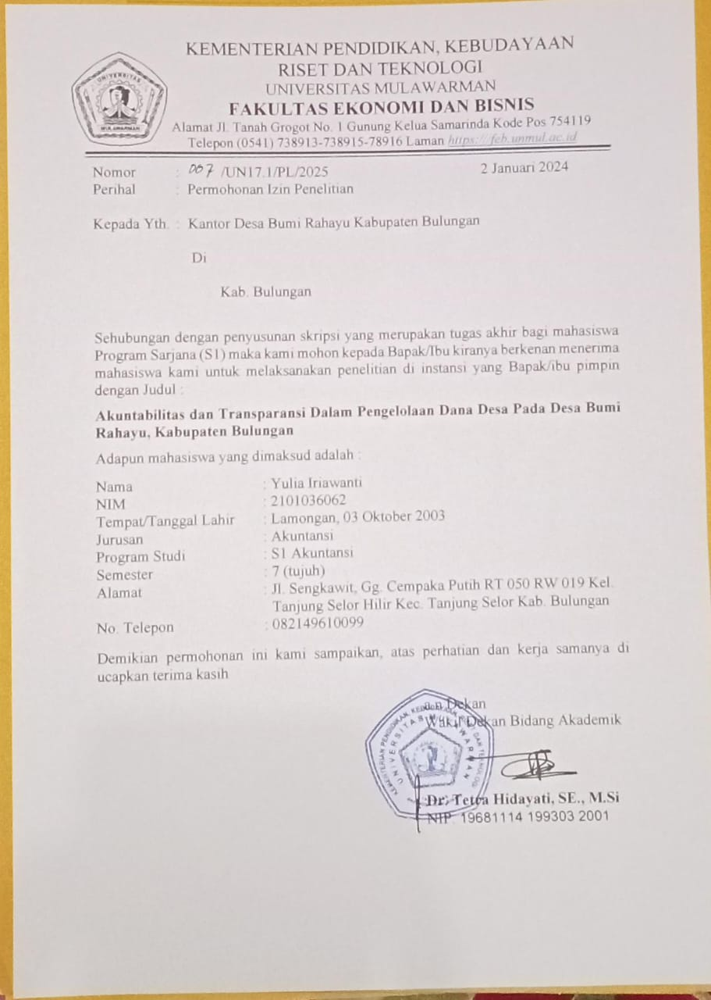 KEMENTERIAN PENDIDIKAN, KEBUDAYAAN
RISET DAN TEKNOLOGI
UNIVERSITAS MULAWARMAN
FAKULTAS EKONOMI DAN BISNIS
Alamat Jl. Tanah Grogot No. 1 Gunung Kelua Samarinda Kode Pos 754119
Telepon (0541) 738913-738915-78916 Laman https://feb.unmul.ac.id
UNIVERSITAS
MULAWARMAN
Nomor : 007 /UN17.1/PL/2025 2 Januari 2024
Perihal : Permohonan Izin Penelitian
Kepada Yth. : Kantor Desa Bumi Rahayu Kabupaten Bulungan
Di
Kab. Bulungan
Sehubungan dengan penyusunan skripsi yang merupakan tugas akhir bagi mahasiswa
Program Sarjana (S1) maka kami mohon kepada Bapak/Ibu kiranya berkenan menerima
mahasiswa kami untuk melaksanakan penelitian di instansi yang Bapak/ibu pimpin
dengan Judul :
Akuntabilitas dan Transparansi Dalam Pengelolaan Dana Desa Pada Desa Bumi
Rahayu, Kabupaten Bulungan
Adapun mahasiswa yang dimaksud adalah :
Nama : Yulia Iriawanti
NIM : 2101036062
Tempat/Tanggal Lahir : Lamongan, 03 Oktober 2003
Jurusan : Akuntansi
Program Studi : S1 Akuntansi
Semester : 7 (tujuh)
Alamat : Jl. Sengkawit, Gg. Cempaka Putih RT 050 RW 019 Kel.
Tanjung Selor Hilir Kec. Tanjung Selor Kab. Bulungan
No. Telepon : 082149610099
Demikian permohonan ini kami sampaikan, atas perhatian dan kerja samanya di
ucapkan terima kasih
a.n Dekan
Wakil Dekan Bidang Akademik
KEMENTERIAN PENDIDIKAN, KEBUDAYAAN, RISET DAN TEKNOLOGI
UNIVERSITAS MULAWARMAN
Dr. Tetra Hidayati, SE., M.Si
NIP. 19681114 199303 2001